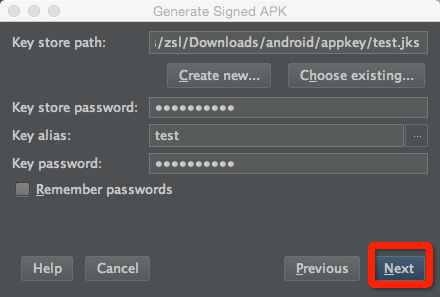 Generate Signed APK
Key store path: s/zsl/Downloads/android/appkey/test.jks
Create new... Choose existing...
Key store password: ●●●●●●●●●●
Key alias: test ...
Key password: ●●●●●●●●●●
Remember passwords
Help Cancel Previous Next